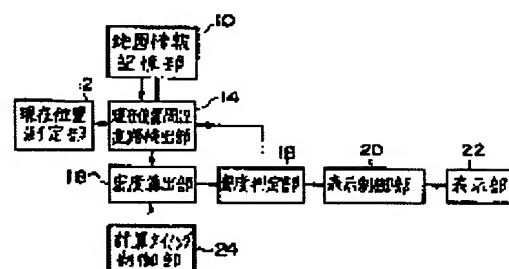 10
地図情報
記憶部
12
現在位置
測定部
14
現在位置周辺
道路検出部
16
密度算出部
18
密度判定部
20
表示制御部
22
表示部
計算タイミング
制御部
24